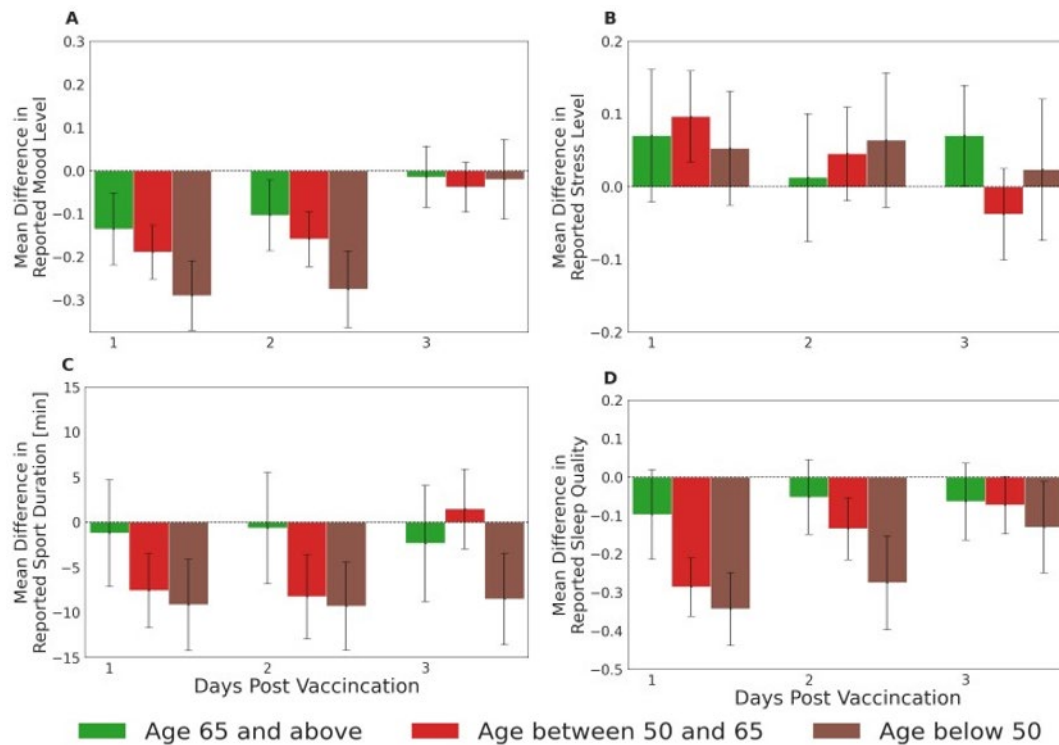 A
Mean Difference in
Reported Mood Level
0.3
0.2
0.1
0.0
−0.1
−0.2
−0.3
1 2 3
B
Mean Difference in
Reported Stress Level
0.2
0.1
0.0
−0.1
−0.2
1 2 3
C
Mean Difference in
Reported Sport Duration [min]
15
10
5
0
−5
−10
−15
1 2 3
Days Post Vaccincation
D
Mean Difference in
Reported Sleep Quality
0.2
0.1
0.0
−0.1
−0.2
−0.3
−0.4
−0.5
1 2 3
Days Post Vaccincation
Age 65 and above Age between 50 and 65 Age below 50